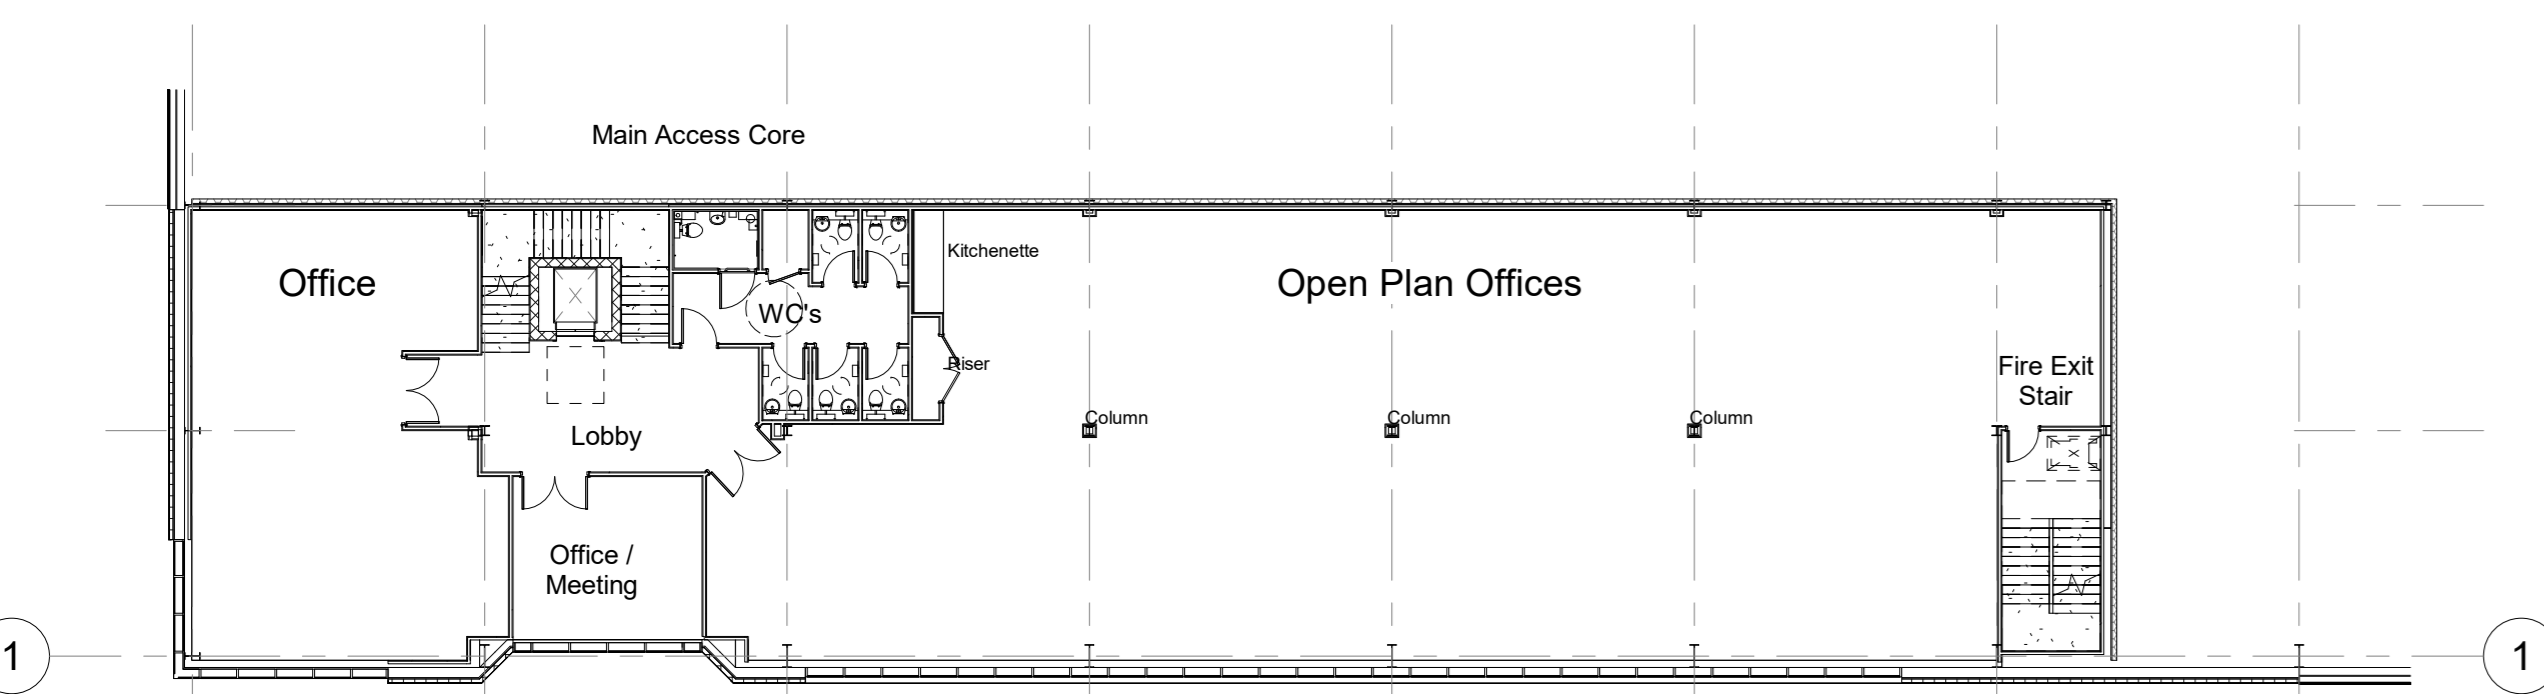 Main Access Core
Kitchenette
Office
Open Plan Offices
WC's
Riser
Fire Exit
Stair
Column
Column
Column
Lobby
Office /
Meeting
1
1